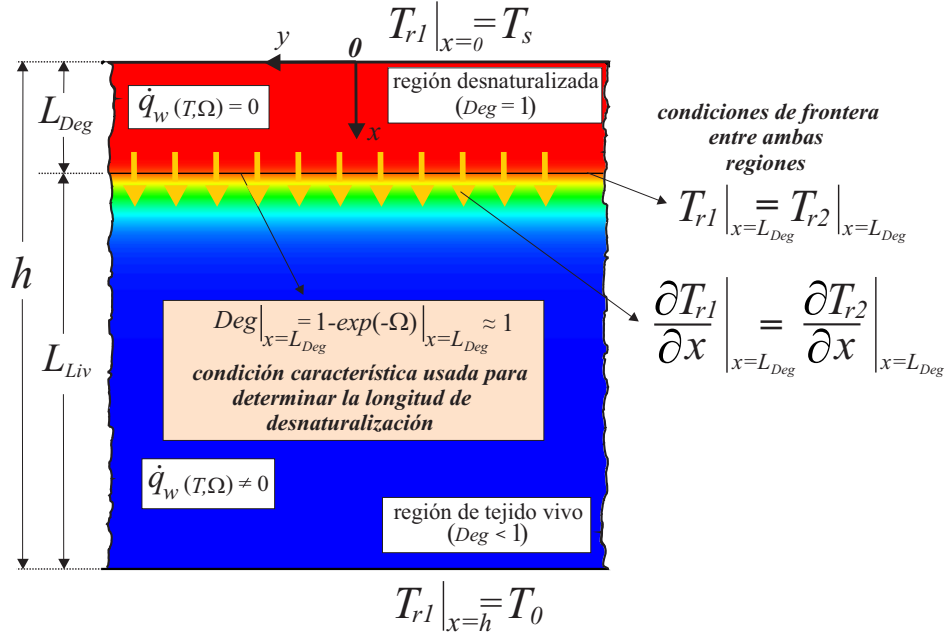 T_{r1}|_{x=0} = T_s
y
0
x
región desnaturalizada
(Deg = 1)
q̇_w (T,Ω) = 0
L_{Deg}
condiciones de frontera
entre ambas
regiones
T_{r1}|_{x=L_{Deg}} = T_{r2}|_{x=L_{Deg}}
∂T_{r1}/∂x|_{x=L_{Deg}} = ∂T_{r2}/∂x|_{x=L_{Deg}}
h
L_{Liv}
Deg|_{x=L_{Deg}} = 1-exp(-Ω)|_{x=L_{Deg}} ≈ 1
condición característica usada para
determinar la longitud de
desnaturalización
q̇_w (T,Ω) ≠ 0
región de tejido vivo
(Deg < 1)
T_{r1}|_{x=h} = T_0